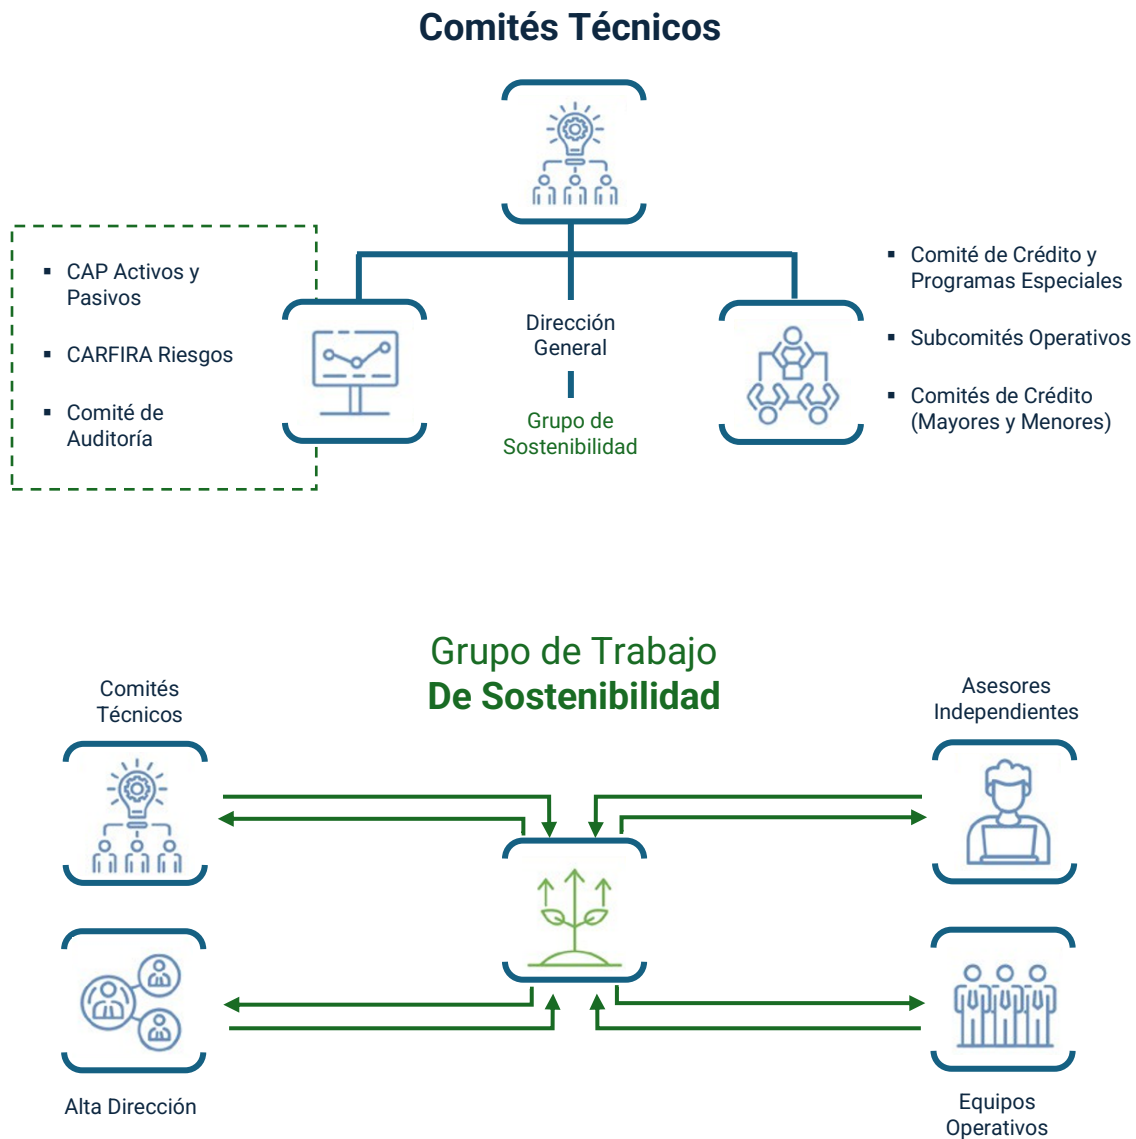 Comités Técnicos
CAP Activos y
Pasivos
CARFIRA Riesgos
Comité de
Auditoría
Dirección
General
Grupo de
Sostenibilidad
Comité de Crédito y
Programas Especiales
Subcomités Operativos
Comités de Crédito
(Mayores y Menores)
Grupo de Trabajo
De Sostenibilidad
Comités
Técnicos
Asesores
Independientes
Alta Dirección
Equipos
Operativos